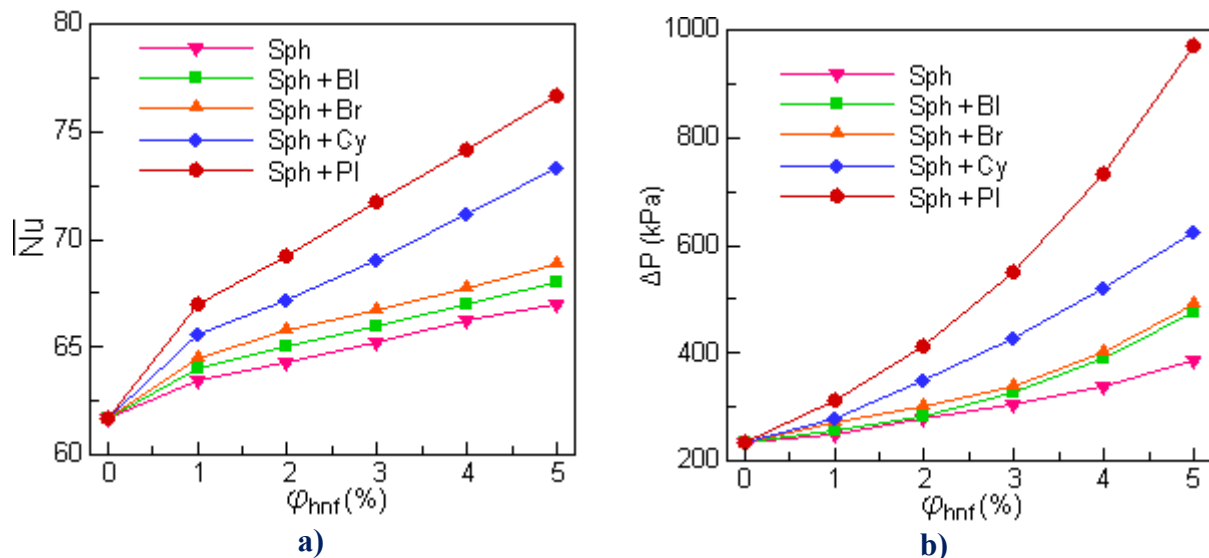 80
75
70
65
60
Nu
Sph
Sph + Bl
Sph + Br
Sph + Cy
Sph + Pl
0 1 2 3 4 5
φhnf (%)
a)
1000
800
600
400
200
ΔP (kPa)
Sph
Sph + Bl
Sph + Br
Sph + Cy
Sph + Pl
0 1 2 3 4 5
φhnf (%)
b)